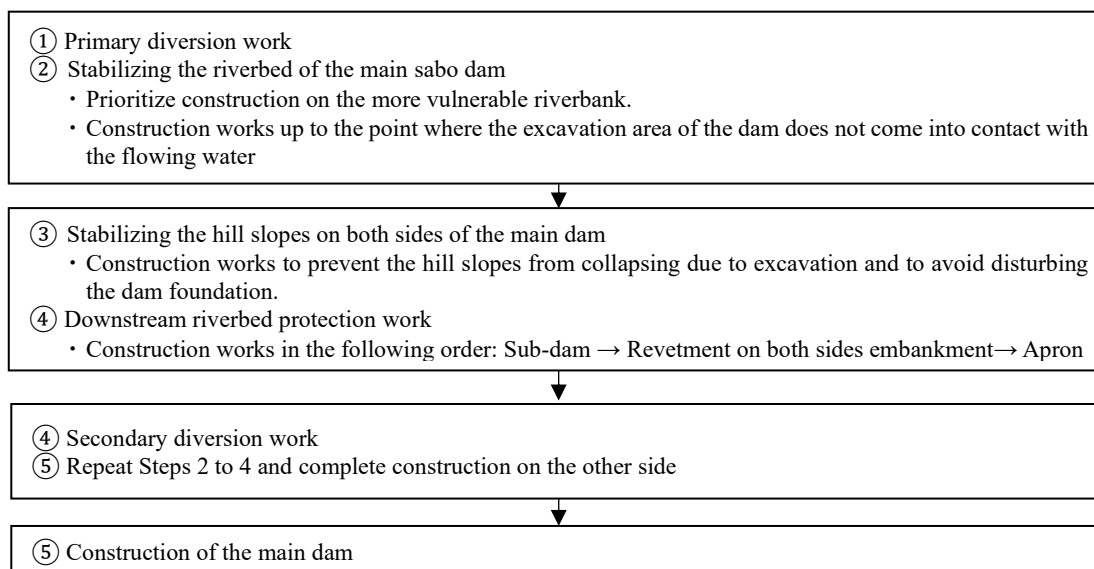 ① Primary diversion work
② Stabilizing the riverbed of the main sabo dam
・Prioritize construction on the more vulnerable riverbank.
・Construction works up to the point where the excavation area of the dam does not come into contact with
the flowing water
③ Stabilizing the hill slopes on both sides of the main dam
・Construction works to prevent the hill slopes from collapsing due to excavation and to avoid disturbing
the dam foundation.
④ Downstream riverbed protection work
・Construction works in the following order: Sub-dam → Revetment on both sides embankment→ Apron
④ Secondary diversion work
⑤ Repeat Steps 2 to 4 and complete construction on the other side
⑤ Construction of the main dam